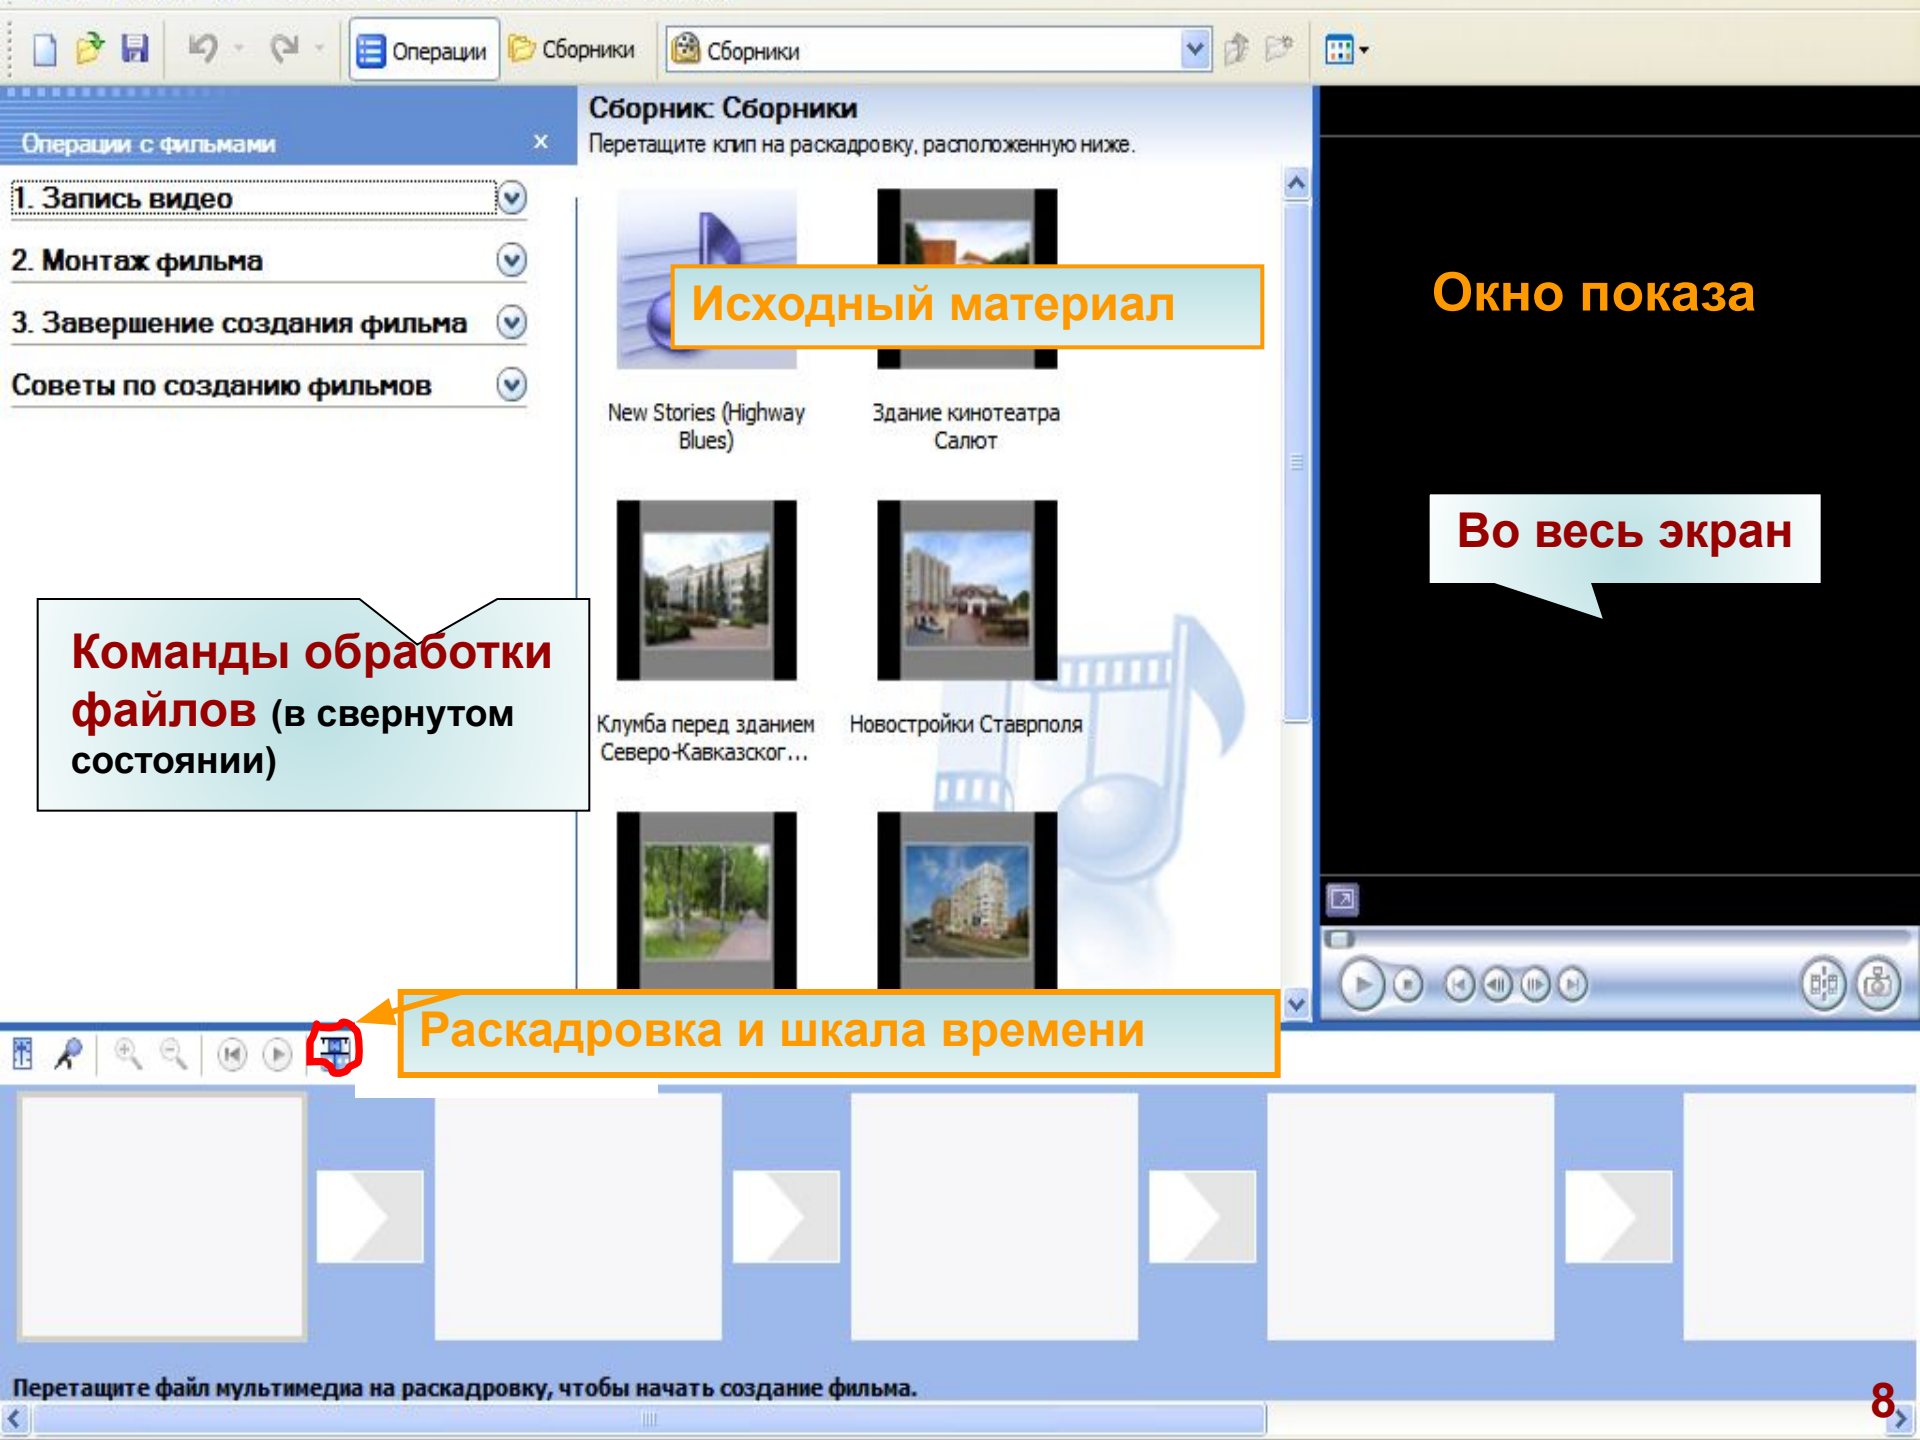 Операции
Сборники
Сборники
Операции с фильмами
x
1. Запись видео
2. Монтаж фильма
3. Завершение создания фильма
Советы по созданию фильмов
Команды обработки
файлов (в свернутом
состоянии)
Сборник: Сборники
Перетащите клип на раскадровку, расположенную ниже.
Исходный материал
New Stories (Highway
Blues)
Здание кинотеатра
Салют
Клумба перед зданием
Северо-Кавказског...
Новостройки Ставрполя
Окно показа
Во весь экран
Раскадровка и шкала времени
Перетащите файл мультимедиа на раскадровку, чтобы начать создание фильма.
8